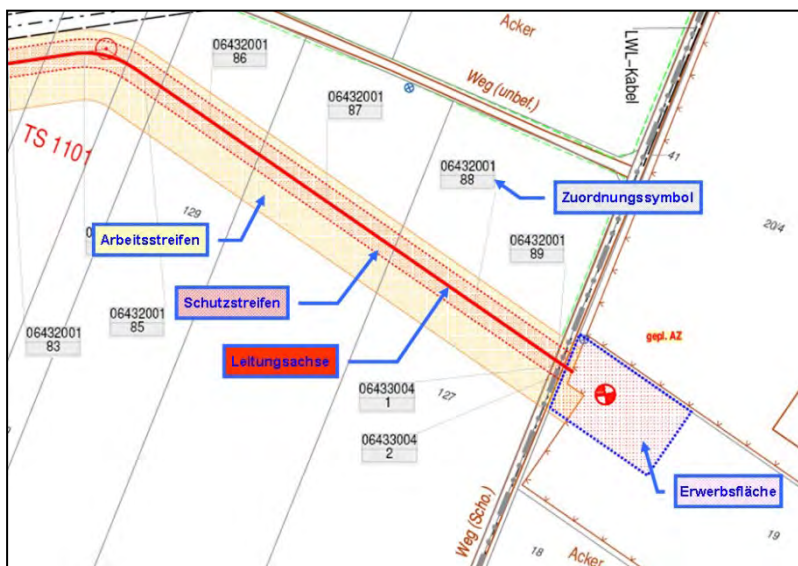 Acker
06432001
86
LWL-Kabel
Weg (unbef.)
06432001
87
TS 1101
41
06432001
88
Zuordnungssymbol
129
20/4
Arbeitsstreifen
06432001
89
Schutzstreifen
06432001
85
06432001
83
gepl. AZ
Leitungsachse
06433004
1
127
06433004
2
Erwerbsfläche
Weg (Scho.)
19
18
Acker